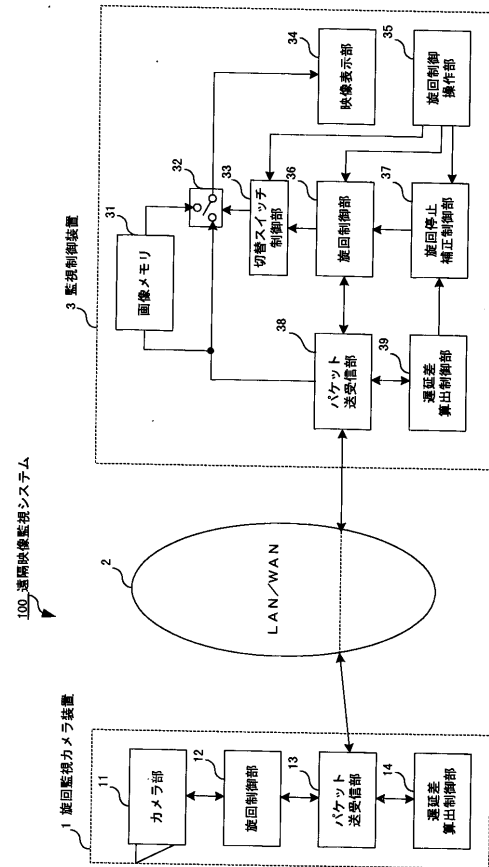 100 遠隔映像監視システム
1 旋回監視カメラ装置
11
カメラ部
12
旋回制御部
13
パケット
送受信部
14
遅延差
算出制御部
2
LAN/WAN
3 監視制御装置
31
画像メモリ
32
33
切替スイッチ
制御部
34
映像表示部
35
旋回制御
操作部
36
旋回制御部
37
旋回停止
補正制御部
38
パケット
送受信部
39
遅延差
算出制御部